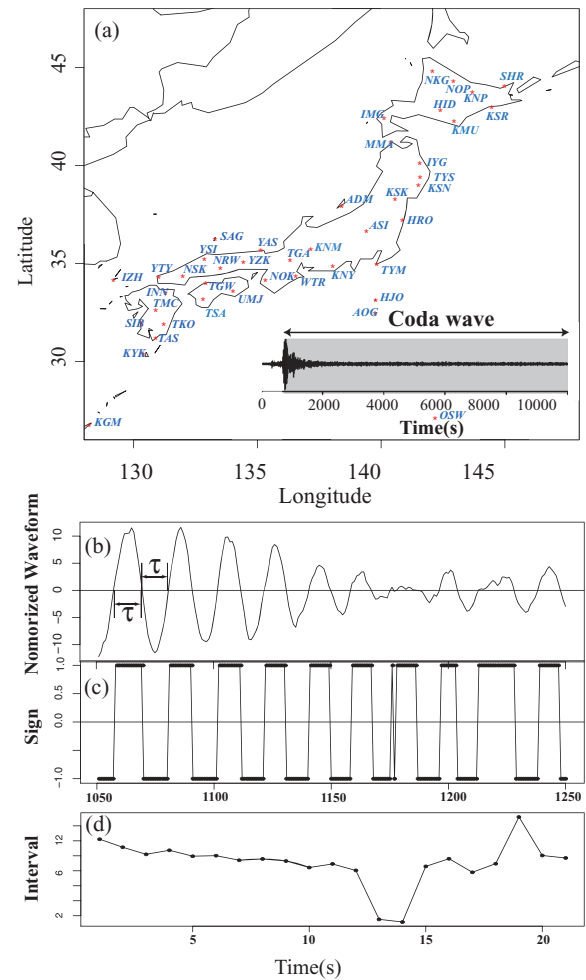 (a)
45
NKG
NOP
SHR
HID
KNP
IMG
KSR
KMU
MMA
40
IYG
TYS
KSK
KSN
ADM
ASI
HRO
SAG
YSI
YAS
KNM
35
YTY
NSK
NRW
YZK
TGA
KNY
TYM
IZH
INN
TGW
NOK
WTR
TMC
UMJ
HJO
SIB
TKO
TSA
AOG
TAS
KYK
30
Coda wave
0 2000 4000 6000 8000 11000
Time(s)
OSW
KGM
Latitude
130 135 140 145
Longitude
(b)
10
5
0
−5
−10
τ
τ
Nomorized Waveform
(c)
1.0
0.5
0.0
−1.0
Sign
1050 1100 1150 1200 1250
(d)
12
6
2
Interval
5 10 15 20
Time(s)